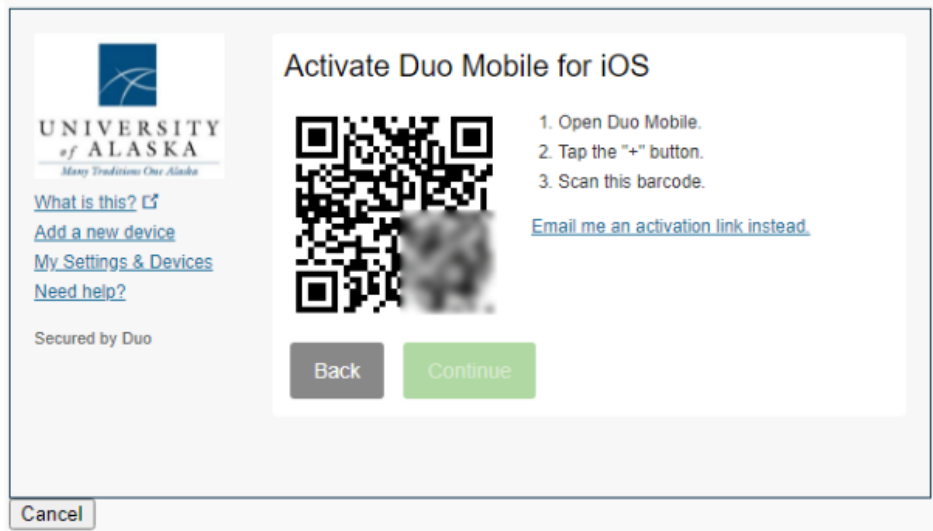 UNIVERSITY
of ALASKA
Many Traditions One Alaska
What is this?
Add a new device
My Settings & Devices
Need help?
Secured by Duo
Activate Duo Mobile for iOS
1. Open Duo Mobile.
2. Tap the "+" button.
3. Scan this barcode.
Email me an activation link instead.
Back
Continue
Cancel